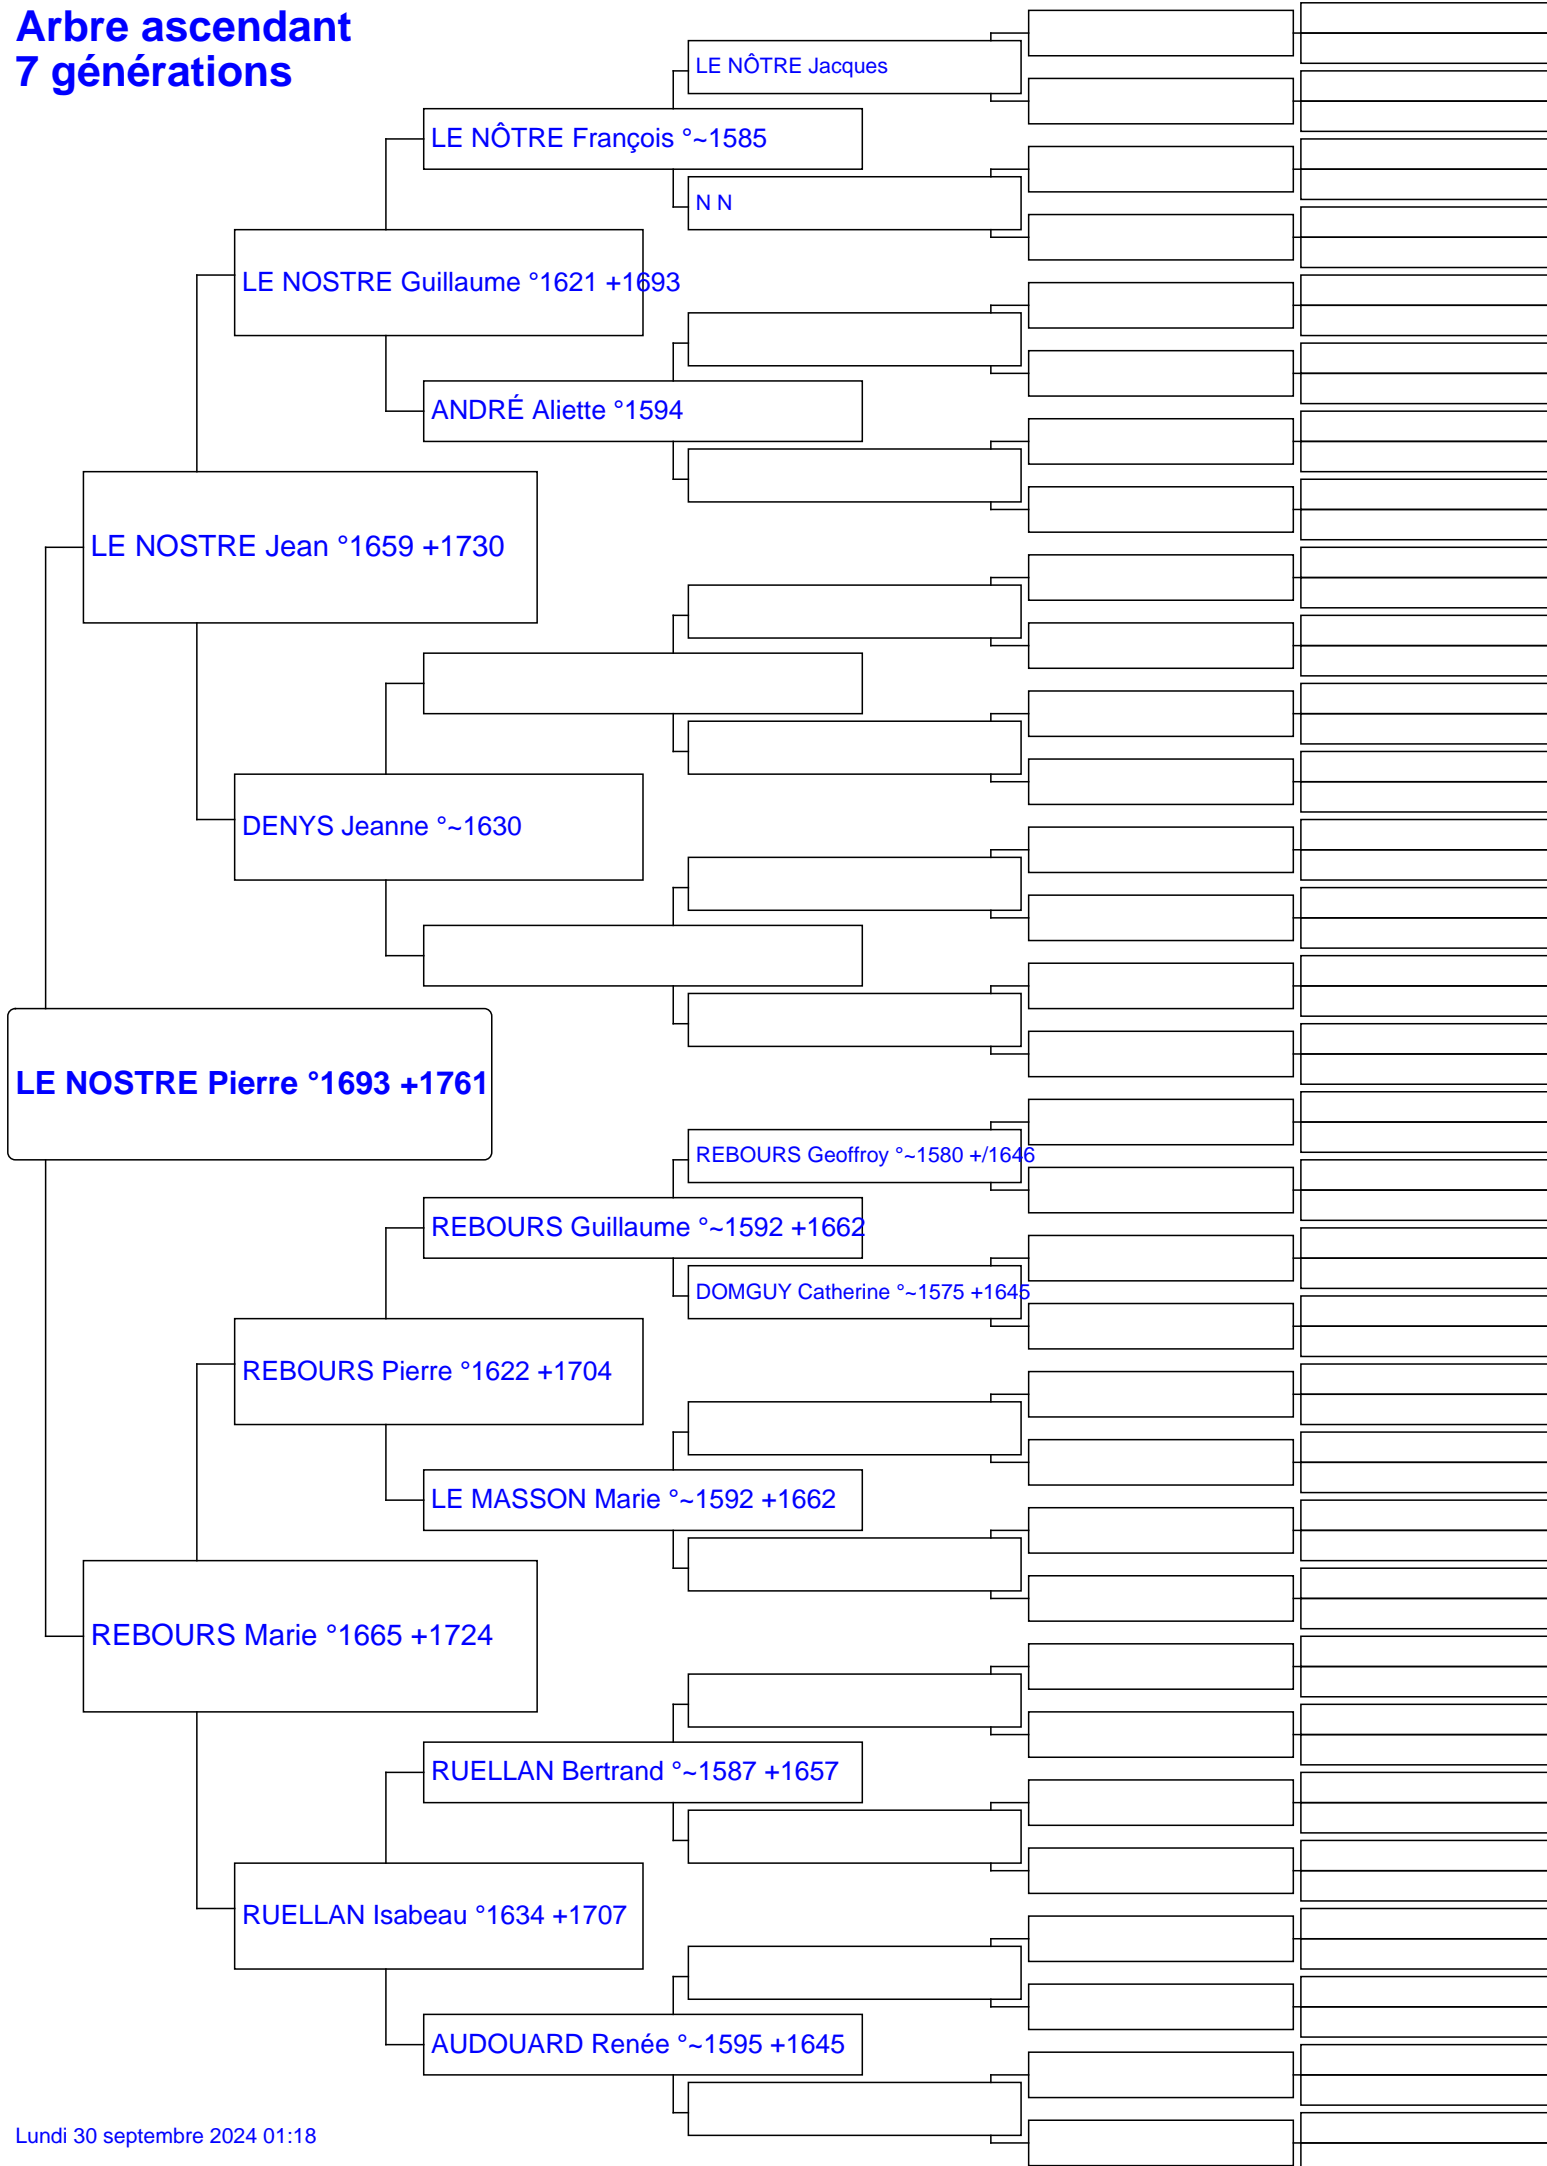 Arbre ascendant
7 générations
LE NÔTRE Jacques
LE NÔTRE François °~1585
N N
LE NOSTRE Guillaume °1621 +1693
ANDRÉ Aliette °1594
LE NOSTRE Jean °1659 +1730
DENYS Jeanne °~1630
LE NOSTRE Pierre °1693 +1761
REBOURS Geoffroy °~1580 +/1646
REBOURS Guillaume °~1592 +1662
DOMGUY Catherine °~1575 +1645
REBOURS Pierre °1622 +1704
LE MASSON Marie °~1592 +1662
REBOURS Marie °1665 +1724
RUELLAN Bertrand °~1587 +1657
RUELLAN Isabeau °1634 +1707
AUDOUARD Renée °~1595 +1645
Lundi 30 septembre 2024 01:18